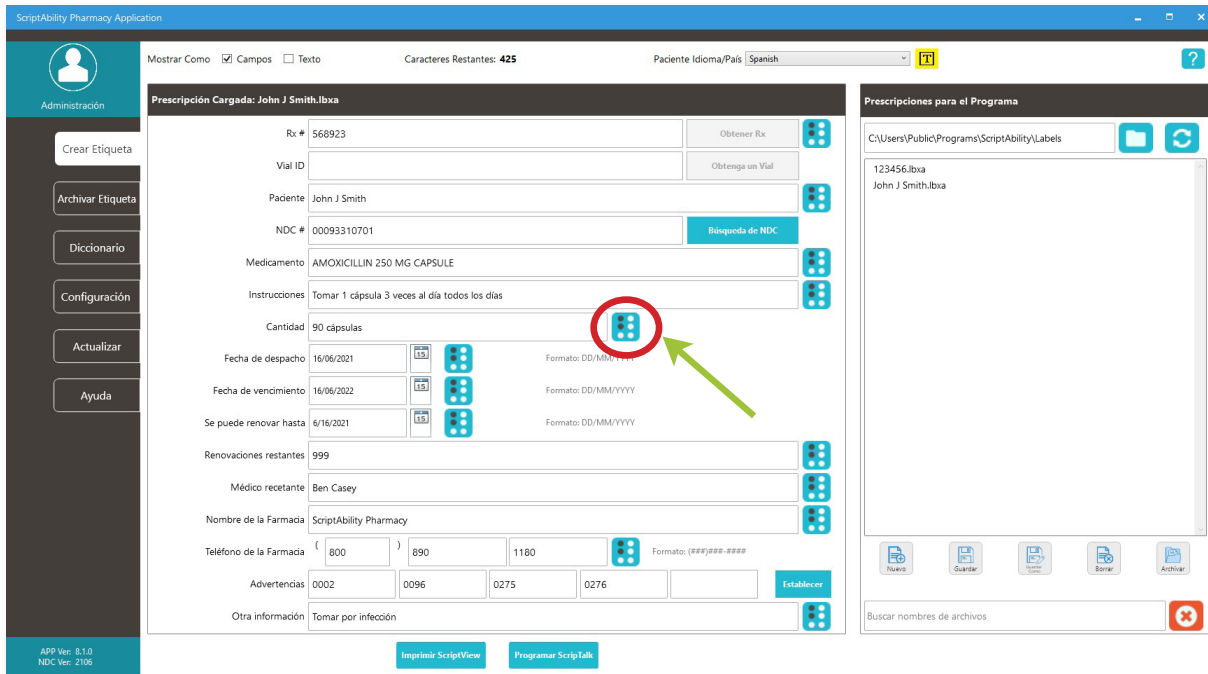 ScriptAbility Pharmacy Application
Administración
Crear Etiqueta
Archivar Etiqueta
Diccionario
Configuración
Actualizar
Ayuda
APP Ver: 8.1.0
NDC Ver: 2106
Mostrar Como Campos Texto Caracteres Restantes: 425 Paciente Idioma/País Spanish T ?
Prescripción Cargada: John J Smith.lbxa
Rx # 568923 Obtener Rx
Vial ID Obtenga un Vial
Paciente John J Smith
NDC # 00093310701 Búsqueda de NDC
Medicamento AMOXICILLIN 250 MG CAPSULE
Instrucciones Tomar 1 cápsula 3 veces al día todos los días
Cantidad 90 cápsulas
Fecha de despacho 16/06/2021 15 Formato: DD/MM/YYYY
Fecha de vencimiento 16/06/2022 15 Formato: DD/MM/YYYY
Se puede renovar hasta 6/16/2021 15 Formato: DD/MM/YYYY
Renovaciones restantes 999
Médico recetante Ben Casey
Nombre de la Farmacia ScriptAbility Pharmacy
Teléfono de la Farmacia ( 800 ) 890 1180 Formato: (###)###-####
Advertencias 0002 0096 0275 0276 Establecer
Otra información Tomar por infección
Imprimir ScriptView Programar ScripTalk
Prescripciones para el Programa
C:\Users\Public\Programs\ScriptAbility\Labels
123456.lbxa
John J Smith.lbxa
Nuevo Guardar Guardar Como Borrar Archivar
Buscar nombres de archivos